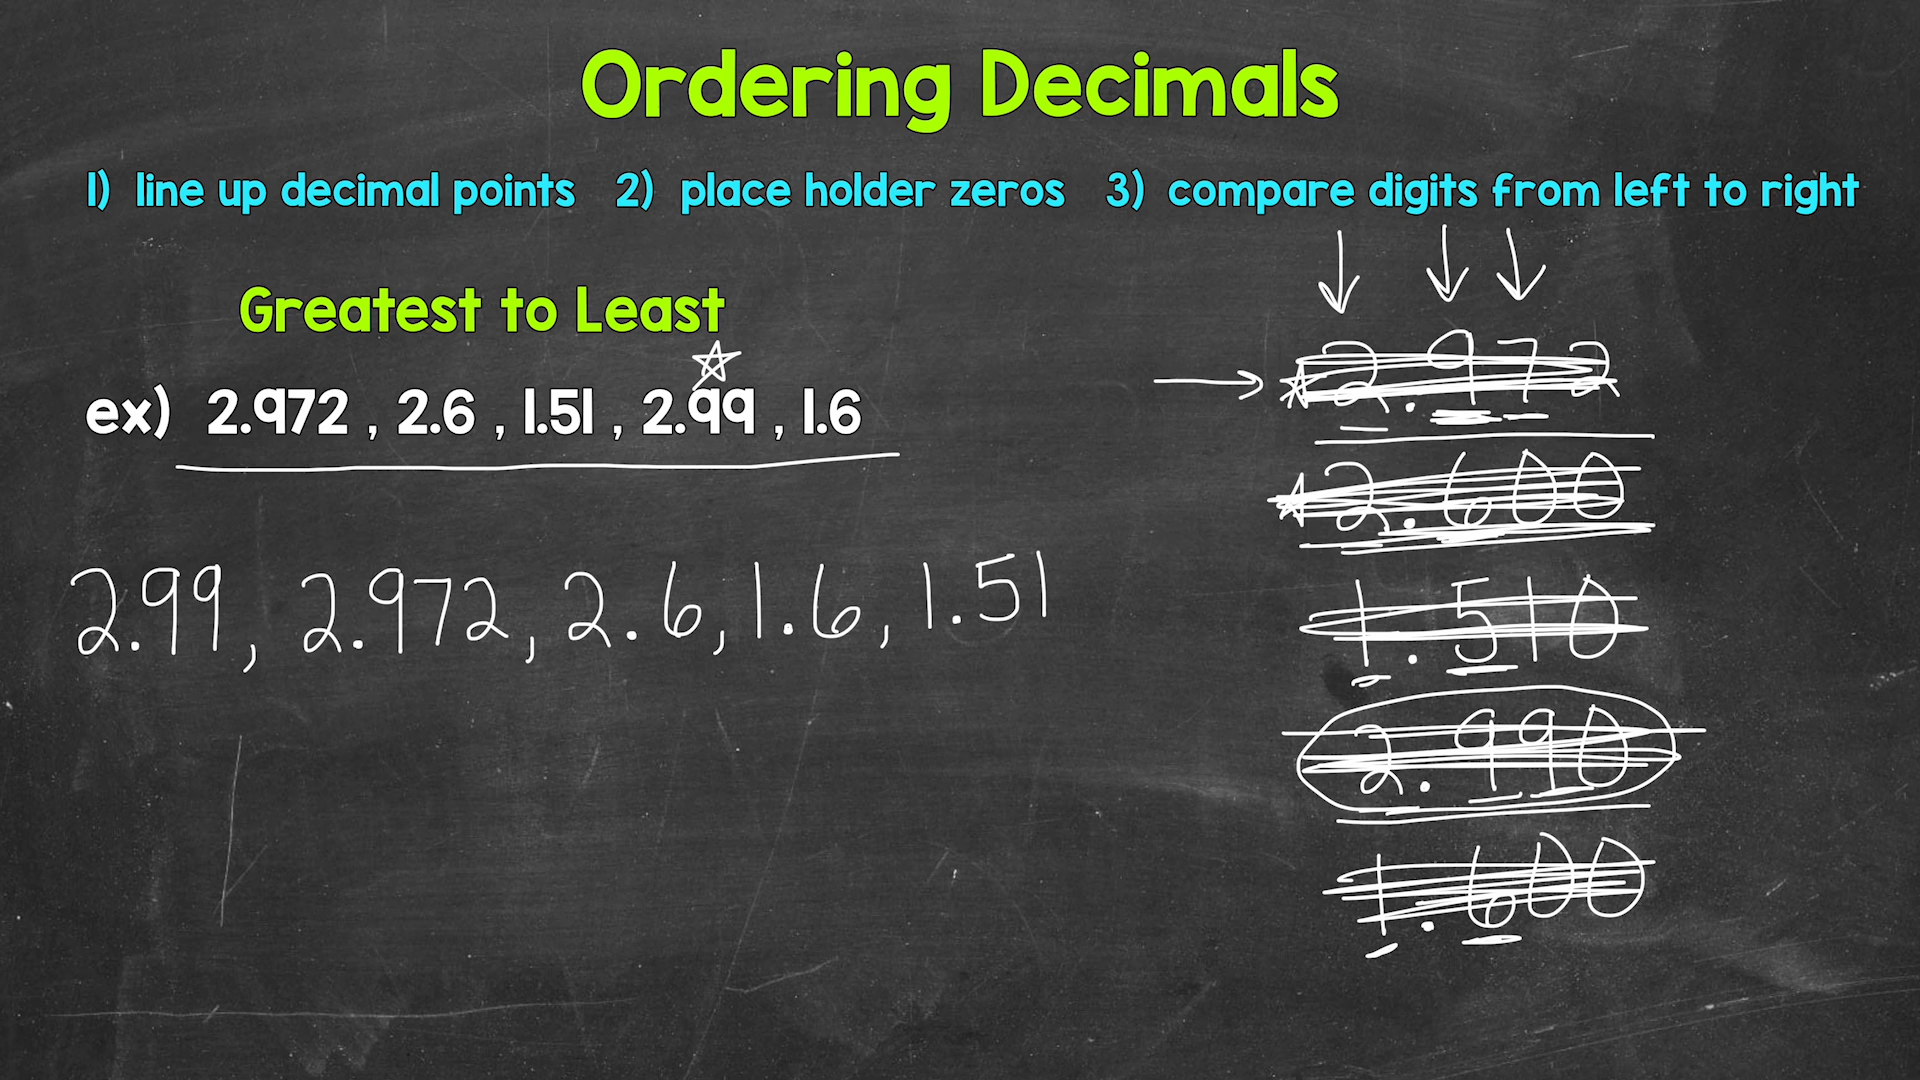 Ordering Decimals
1) line up decimal points 2) place holder zeros 3) compare digits from left to right
Greatest to Least
ex) 2.972 , 2.6 , 1.51 , 2.99 , 1.6
2.99, 2.972, 2.6, 1.6, 1.51
2.972
2.600
1.510
2.990
1.600